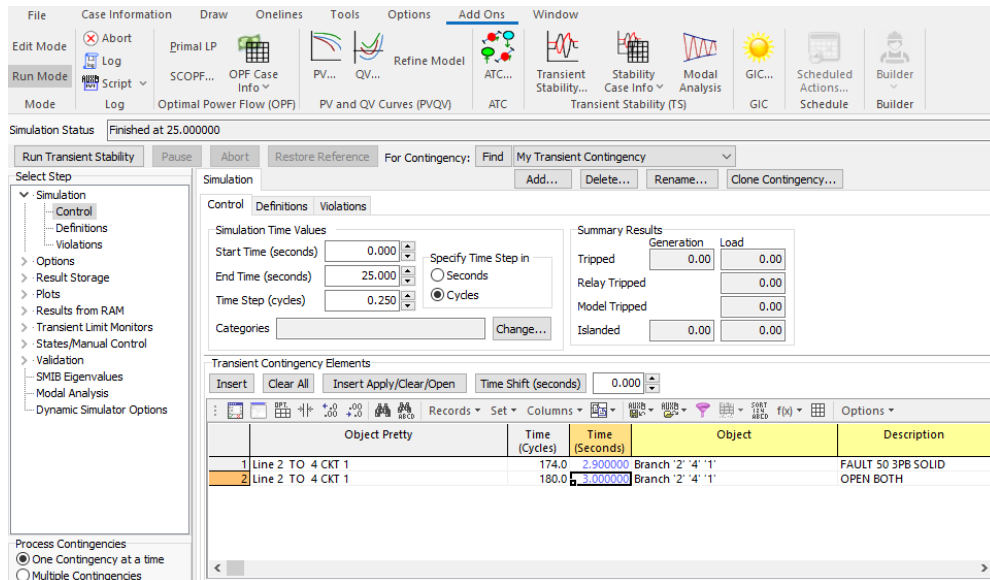 File Case Information Draw Onelines Tools Options Add Ons Window
Edit Mode
Run Mode
Mode
Abort
Log
Script
Log
Primal LP
SCOPF...
OPF Case Info
Optimal Power Flow (OPF)
PV... QV... Refine Model
PV and QV Curves (PVQV)
ATC...
ATC
Transient Stability...
Stability Case Info
Modal Analysis
Transient Stability (TS)
GIC...
GIC
Scheduled Actions...
Schedule
Builder
Builder
Simulation Status Finished at 25.000000
Run Transient Stability Pause Abort Restore Reference For Contingency: Find My Transient Contingency
Select Step
Simulation
Control
Definitions
Violations
Options
Result Storage
Plots
Results from RAM
Transient Limit Monitors
States/Manual Control
Validation
SMIB Eigenvalues
Modal Analysis
Dynamic Simulator Options
Process Contingencies
One Contingency at a time
Multiple Contingencies
Simulation Add... Delete... Rename... Clone Contingency...
Control Definitions Violations
Simulation Time Values
Start Time (seconds) 0.000
End Time (seconds) 25.000
Time Step (cycles) 0.250
Specify Time Step in
Seconds
Cycles
Categories Change...
Summary Results
Generation Load
Tripped 0.00 0.00
Relay Tripped 0.00
Model Tripped 0.00
Islanded 0.00 0.00
Transient Contingency Elements
Insert Clear All Insert Apply/Clear/Open Time Shift (seconds) 0.000
Records Set Columns f(x) Options
Object Pretty Time (Cycles) Time (Seconds) Object Description
1 Line 2 TO 4 CKT 1 174.0 2.900000 Branch '2' '4' '1' FAULT 50 3PB SOLID
2 Line 2 TO 4 CKT 1 180.0 3.000000 Branch '2' '4' '1' OPEN BOTH